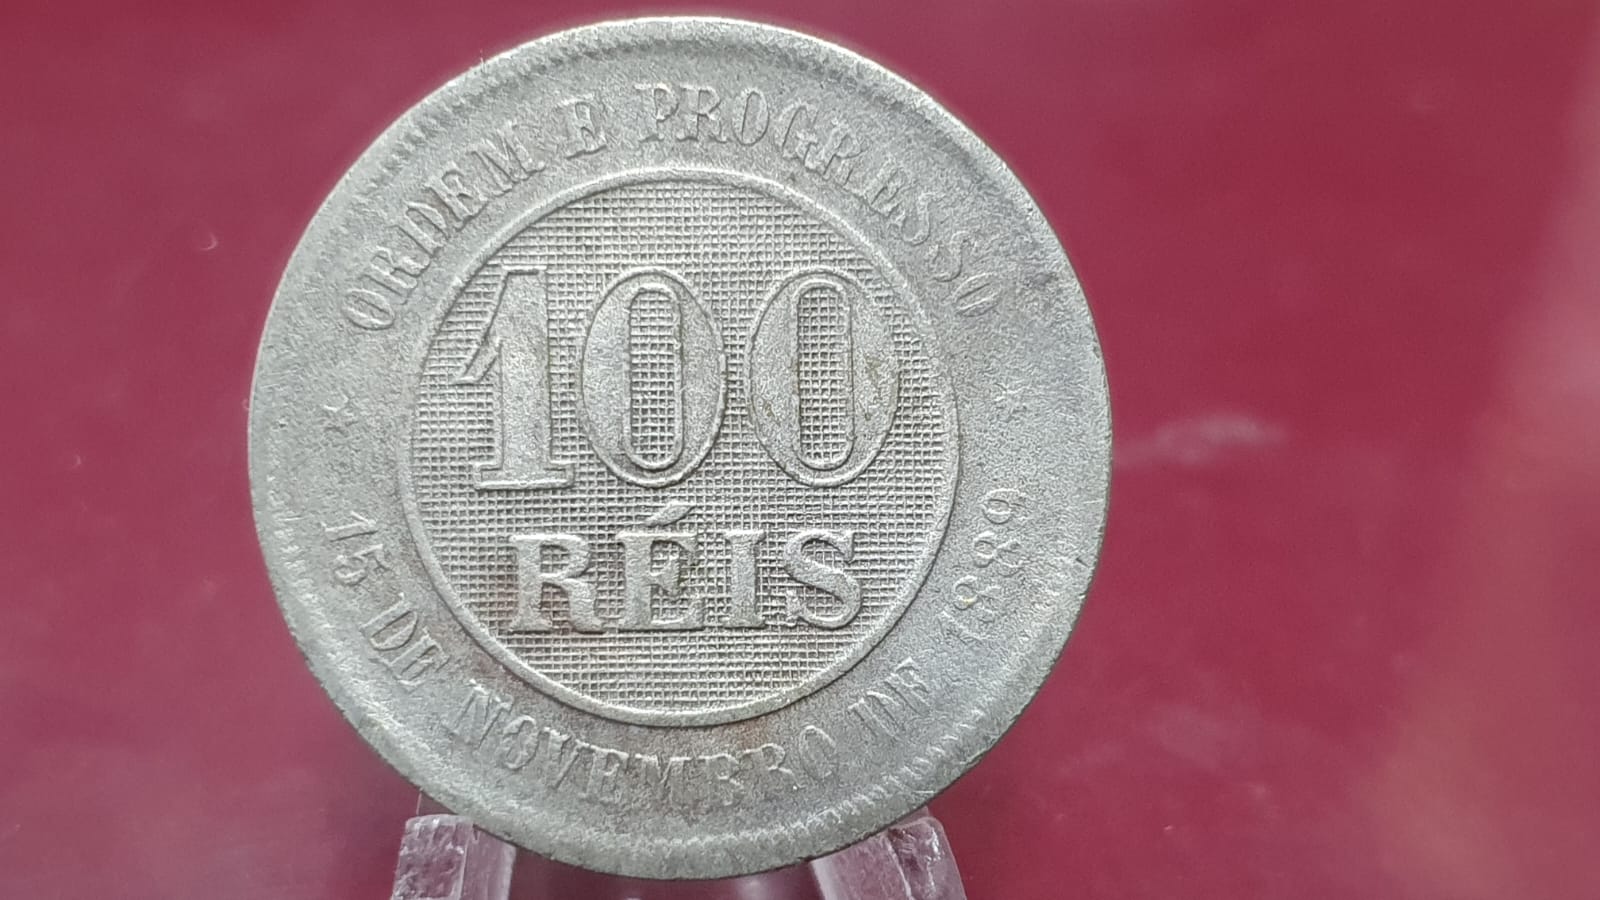 ORDEM E PROGRESSO
100
RÉIS
15 DE NOVEMBRO DE 1889